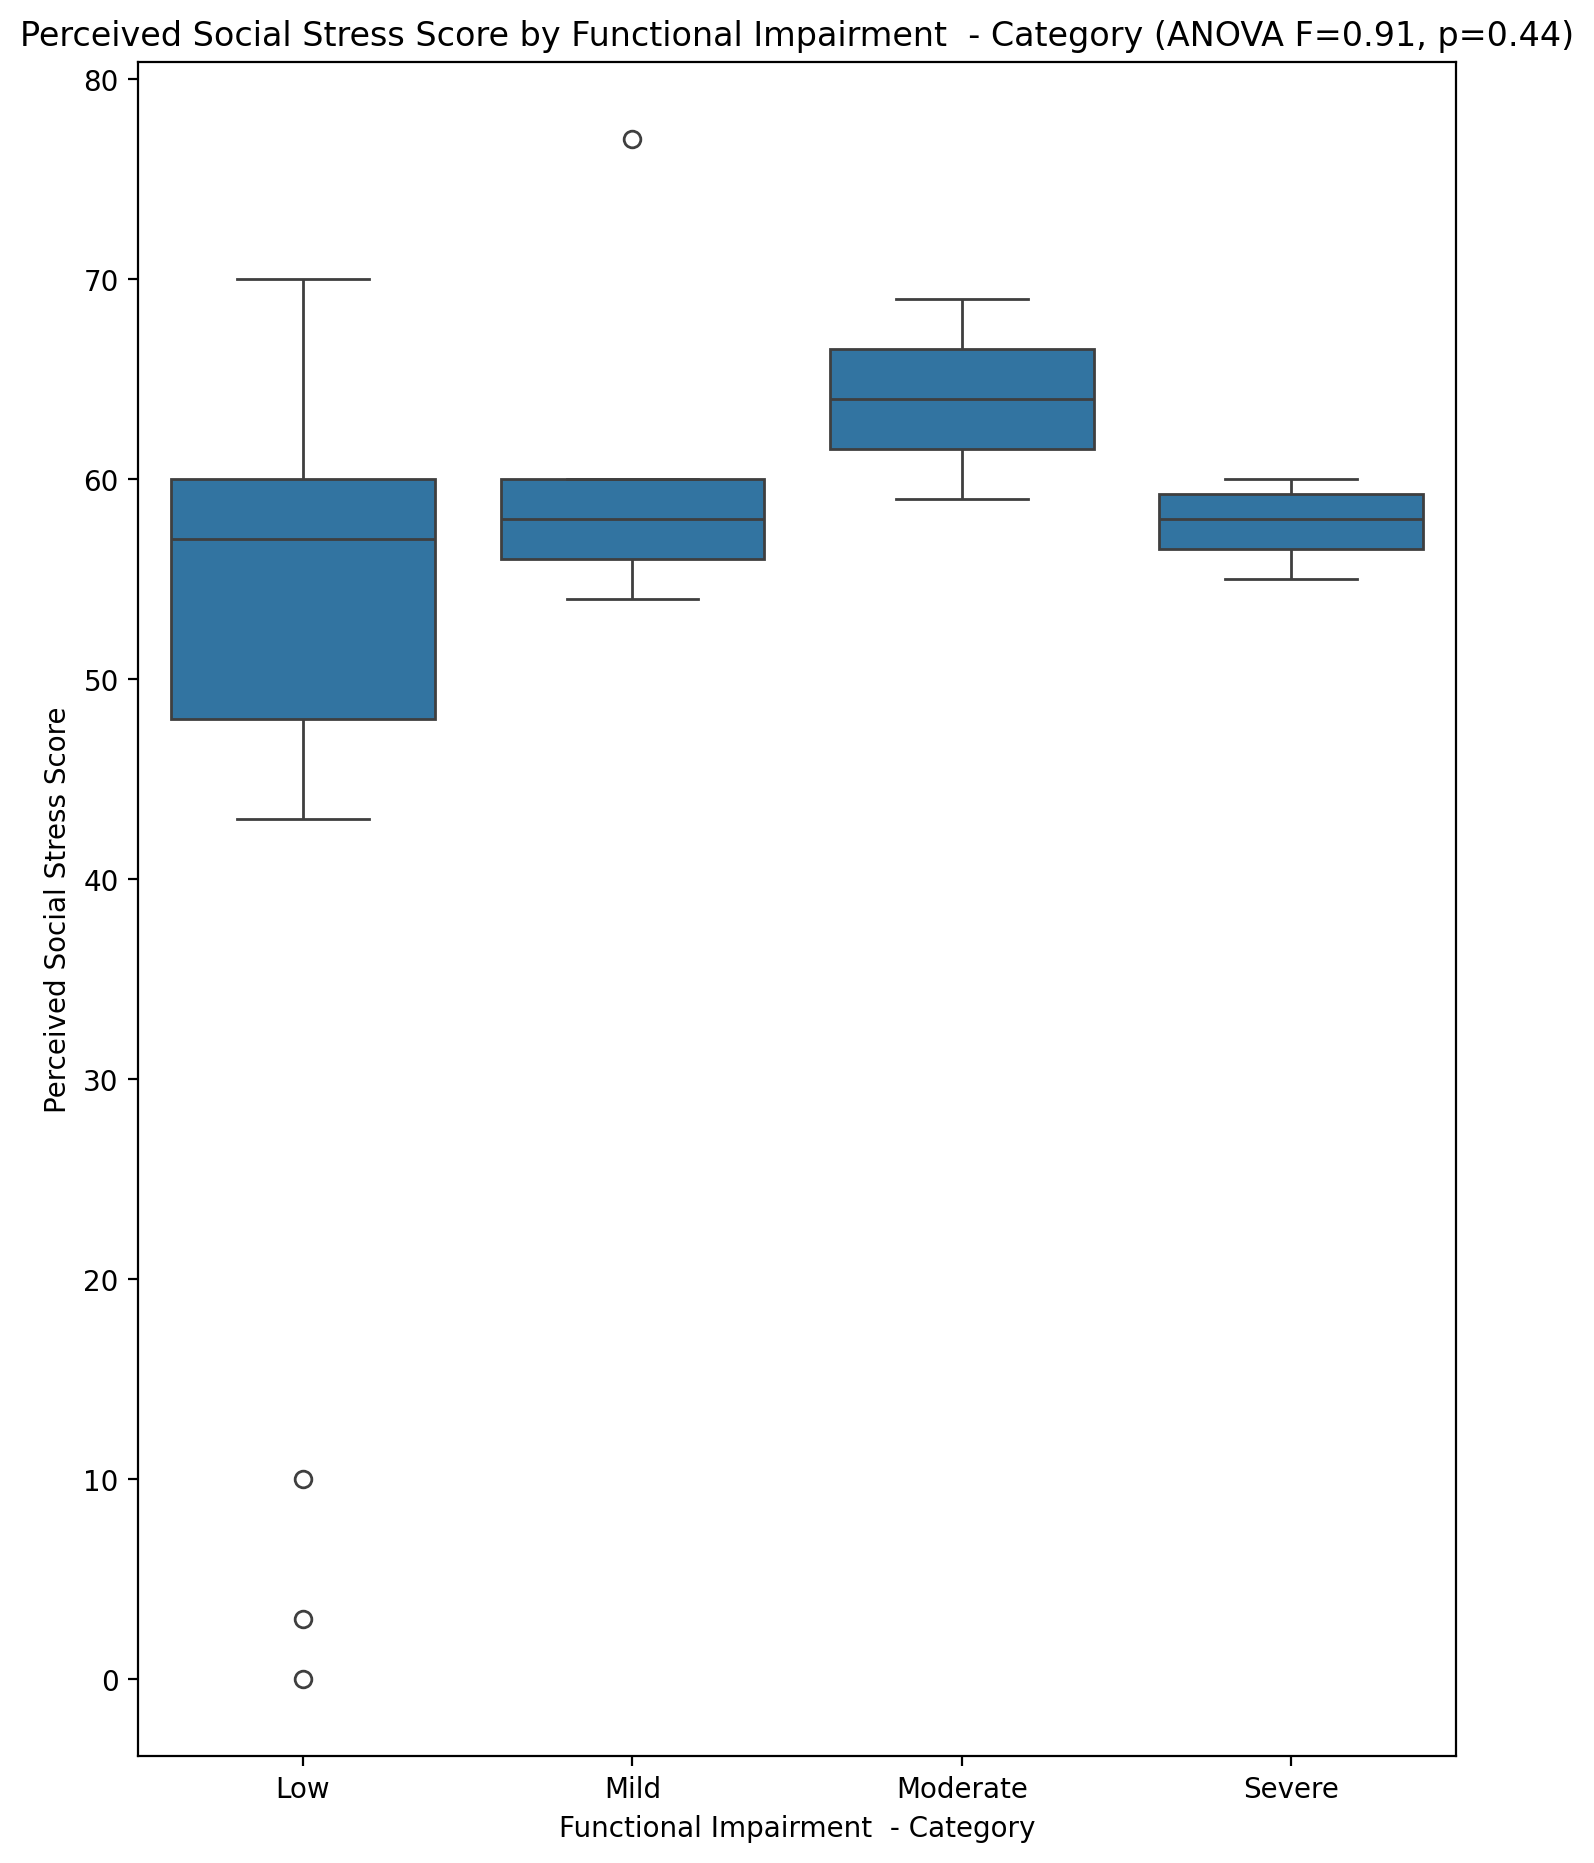 Perceived Social Stress Score by Functional Impairment  - Category (ANOVA F=0.91, p=0.44)
80
70
60
50
40
30
20
10
0
Perceived Social Stress Score
Low Mild Moderate Severe
Functional Impairment  - Category